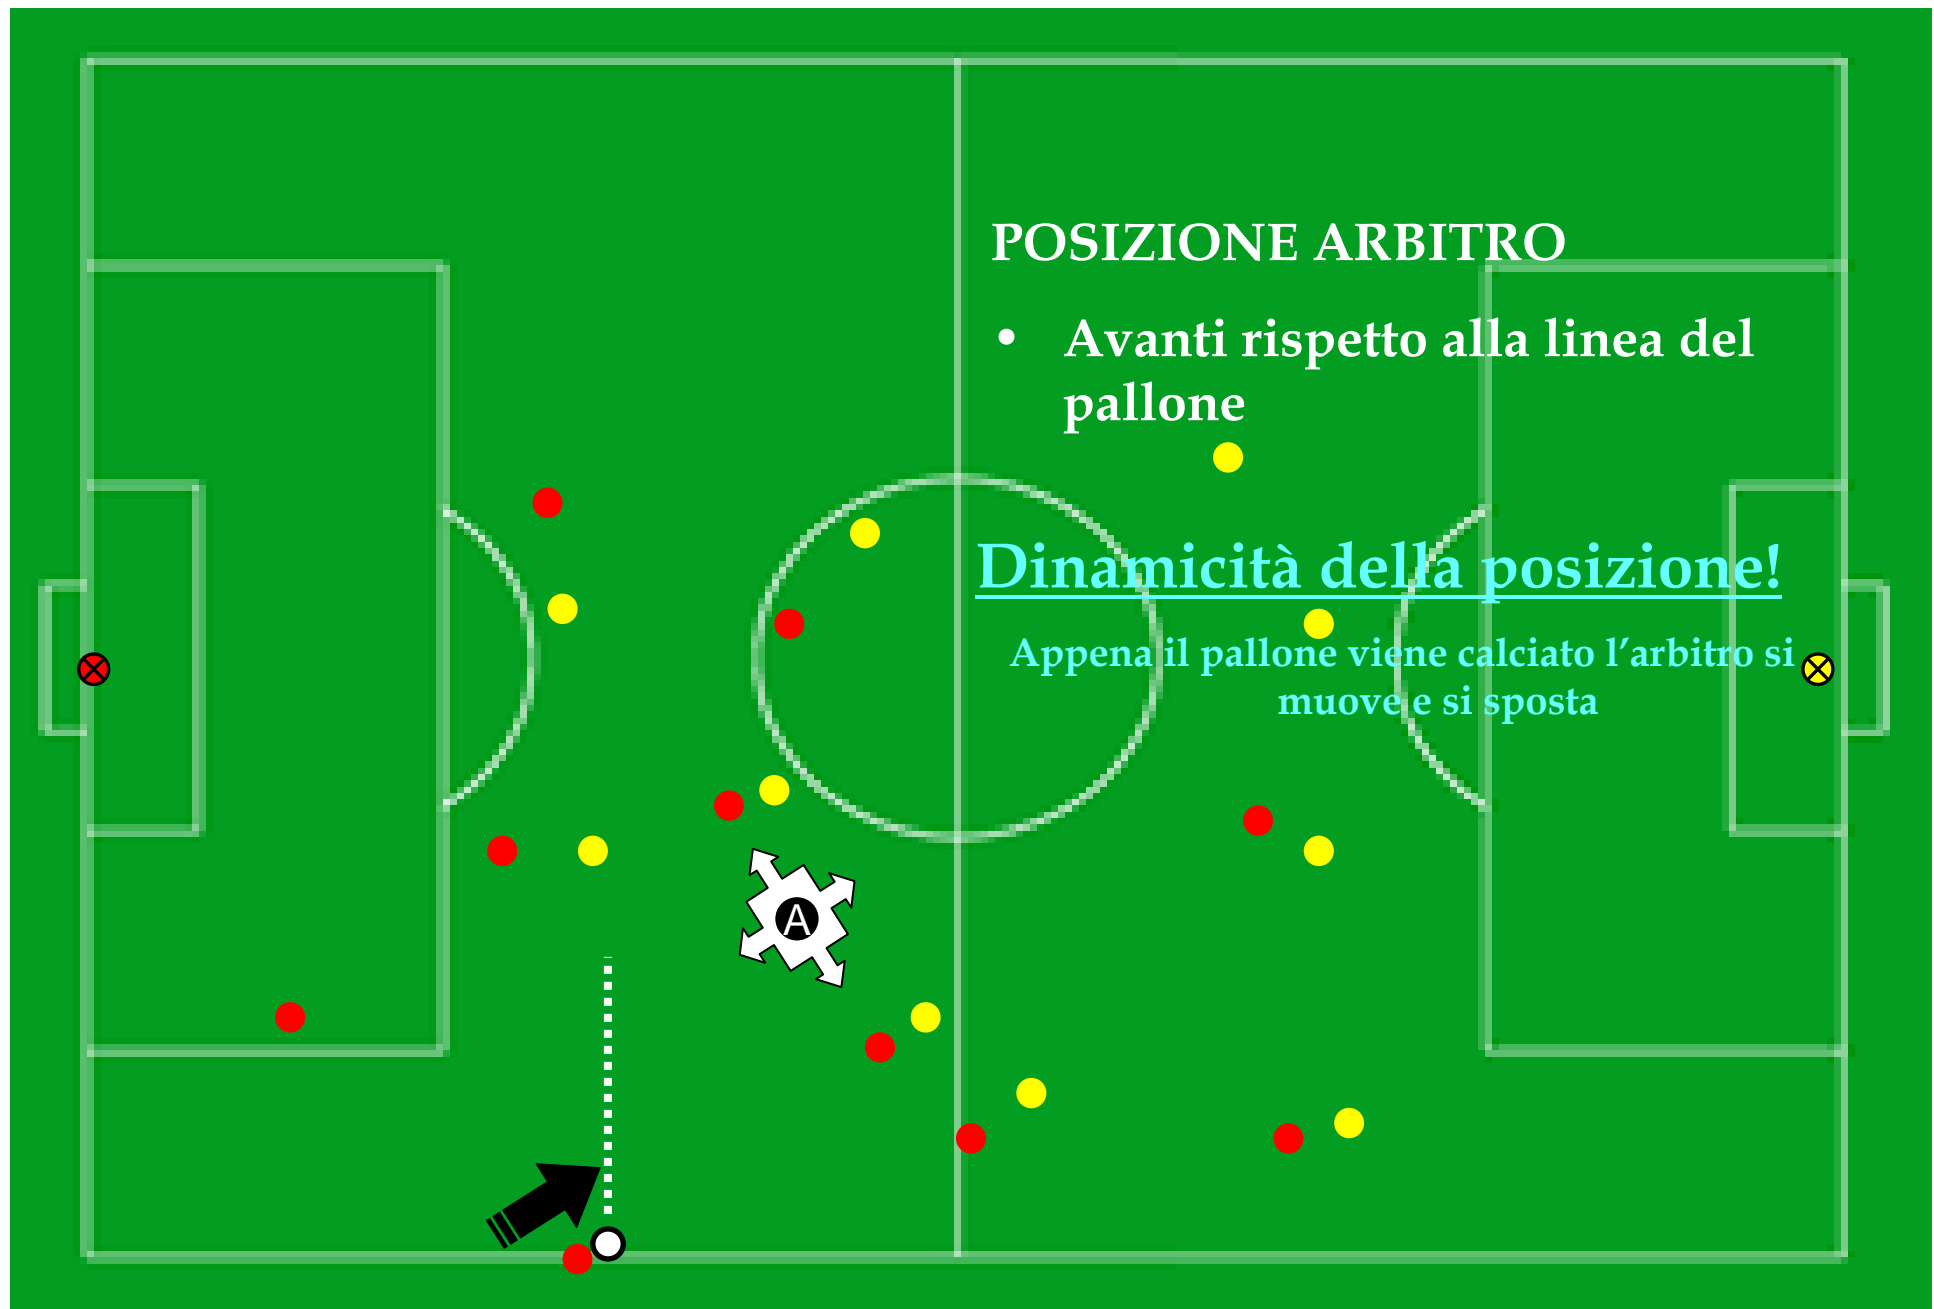 POSIZIONE ARBITRO
• Avanti rispetto alla linea del
pallone
Dinamicità della posizione!
Appena il pallone viene calciato l’arbitro si
muove e si sposta
A